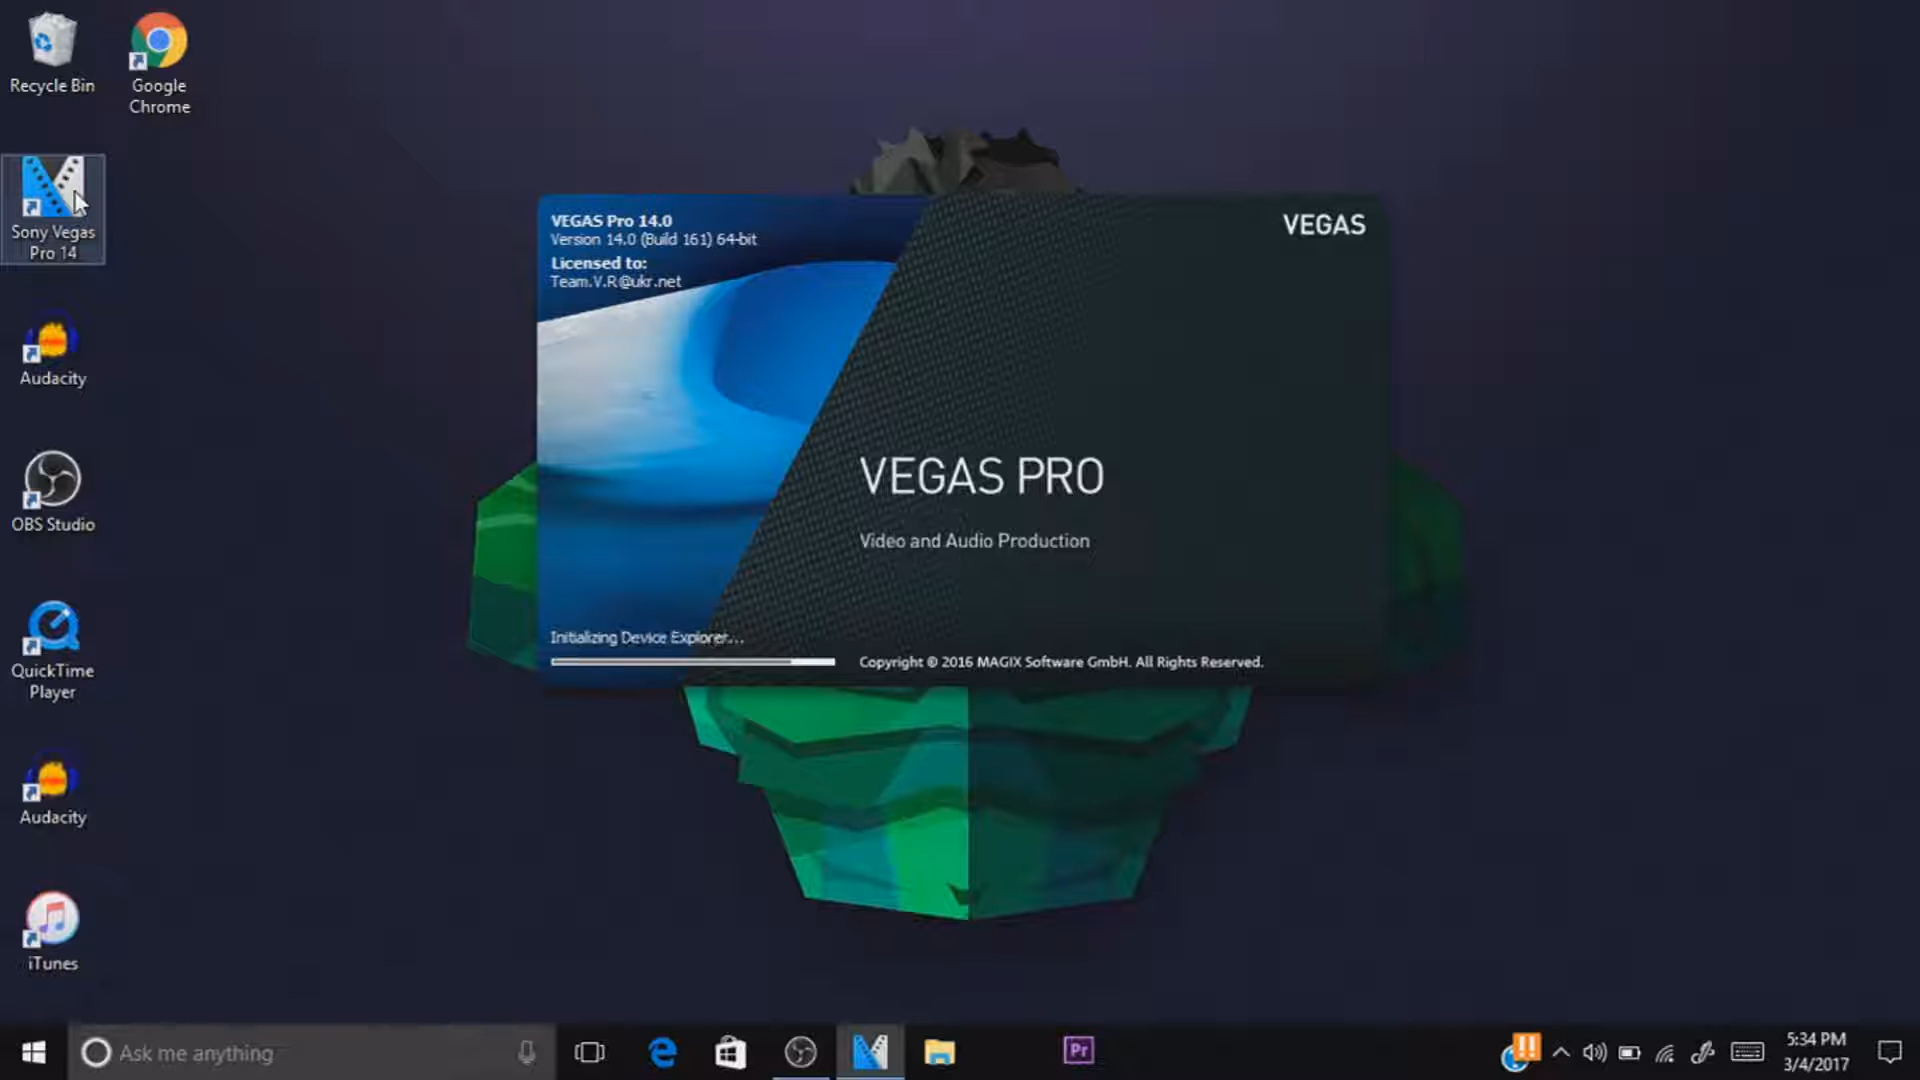 Recycle Bin
Google
Chrome
Sony Vegas
Pro 14
Audacity
OBS Studio
QuickTime
Player
Audacity
iTunes
VEGAS Pro 14.0
Version 14.0 (Build 161) 64-bit
Licensed to:
Team.V.R@ukr.net
VEGAS
VEGAS PRO
Video and Audio Production
Initializing Device Explorer...
Copyright © 2016 MAGIX Software GmbH. All Rights Reserved.
Ask me anything
Pr
5:34 PM
3/4/2017